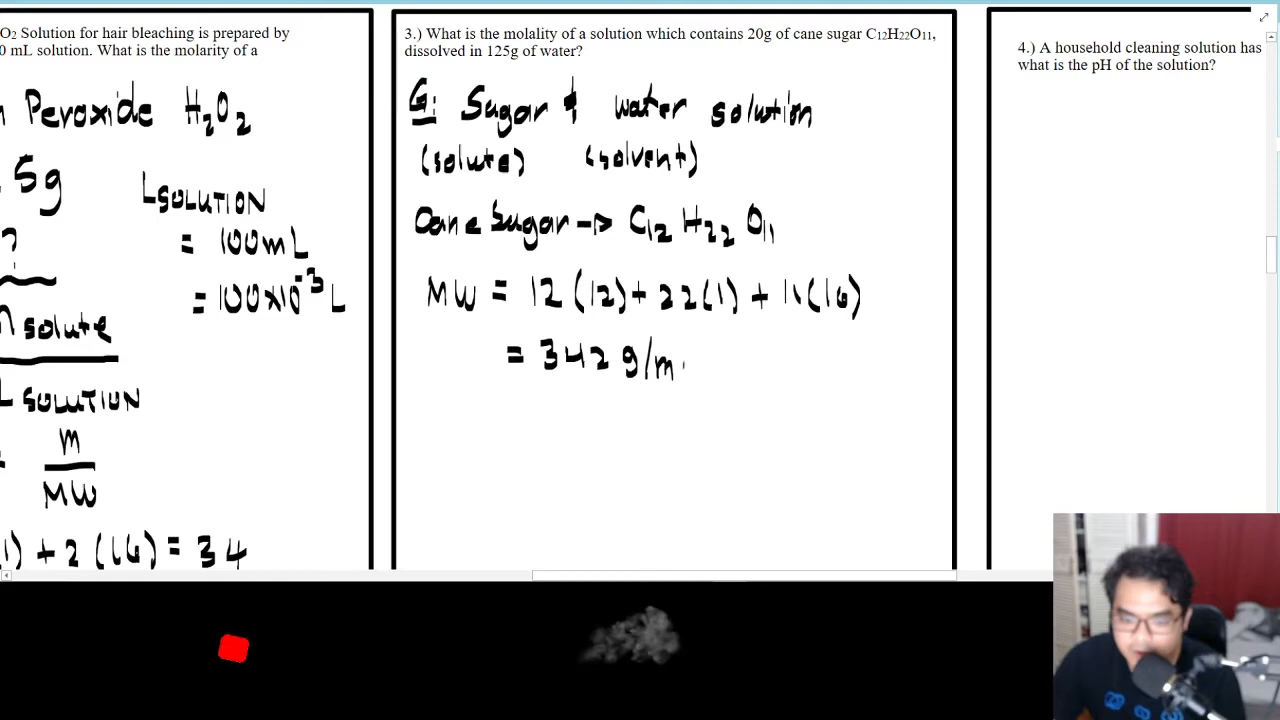 O2 Solution for hair bleaching is prepared by
0 mL solution. What is the molarity of a
Peroxide H2O2
5g
LSOLUTION
= 100mL
= 100x10-3 L
?
solute
SOLUTION
m
MW
1) + 2 (16) = 34
3.) What is the molality of a solution which contains 20g of cane sugar C12H22O11,
dissolved in 125g of water?
G: Sugar & water solution
(solute) (solvent)
Cane Sugar → C12 H22 O11
MW = 12 (12) + 22(1) + 11(16)
= 342 g/m
4.) A household cleaning solution has
what is the pH of the solution?